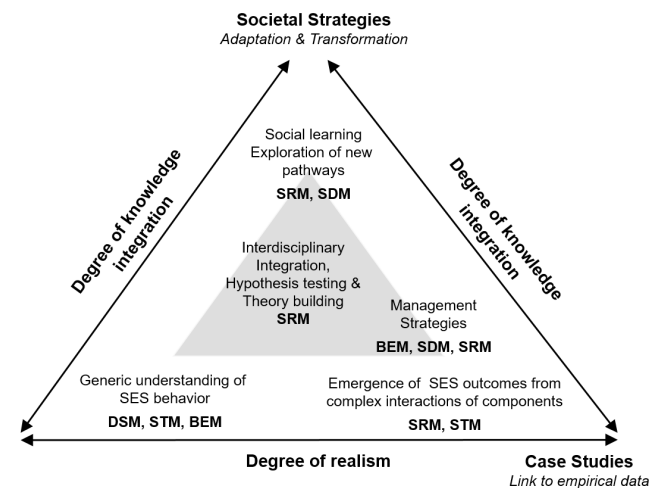 Societal Strategies
Adaptation & Transformation
Social learning
Exploration of new
pathways
SRM, SDM
Degree of knowledge
integration
Degree of knowledge
integration
Interdisciplinary
Integration,
Hypothesis testing &
Theory building
SRM
Management
Strategies
BEM, SDM, SRM
Generic understanding of
SES behavior
DSM, STM, BEM
Emergence of SES outcomes from
complex interactions of components
SRM, STM
Degree of realism
Case Studies
Link to empirical data